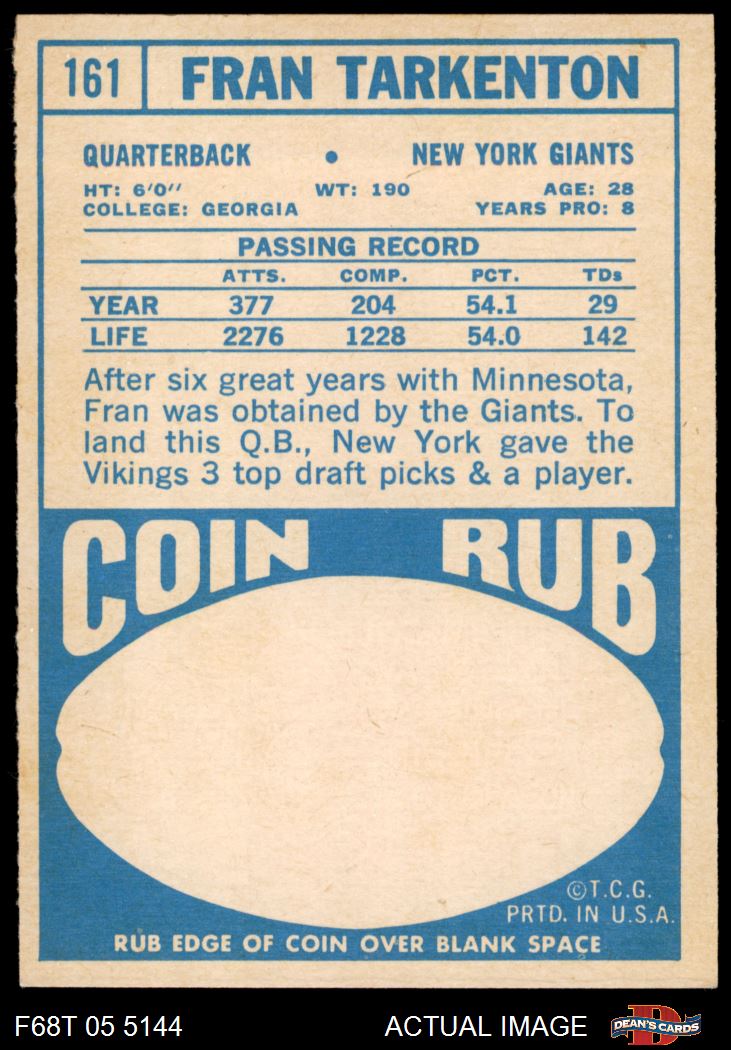 161 FRAN TARKENTON
QUARTERBACK • NEW YORK GIANTS
HT: 6'0" WT: 190 AGE: 28
COLLEGE: GEORGIA YEARS PRO: 8
PASSING RECORD
ATTS. COMP. PCT. TDs
YEAR 377 204 54.1 29
LIFE 2276 1228 54.0 142
After six great years with Minnesota,
Fran was obtained by the Giants. To
land this Q.B., New York gave the
Vikings 3 top draft picks & a player.
COIN RUB
©T.C.G.
PRTD. IN U.S.A.
RUB EDGE OF COIN OVER BLANK SPACE
F68T 05 5144 ACTUAL IMAGE D DEAN'S CARDS